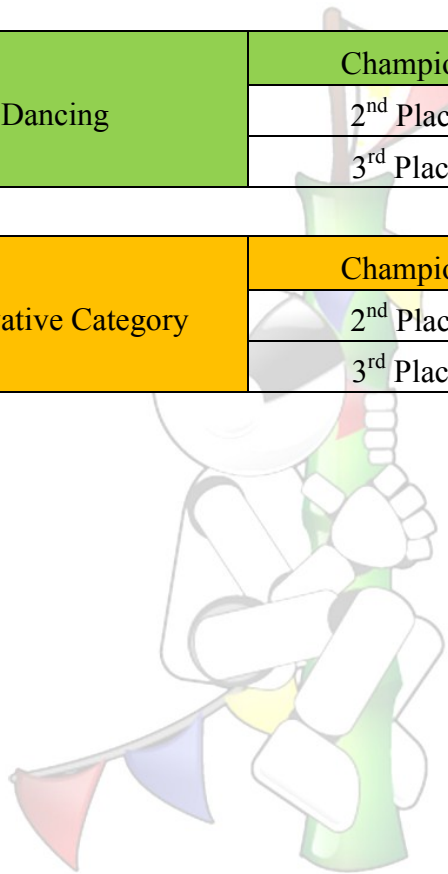 Dancing
Champio
2nd Plac
3rd Plac
ative Category
Champio
2nd Plac
3rd Plac